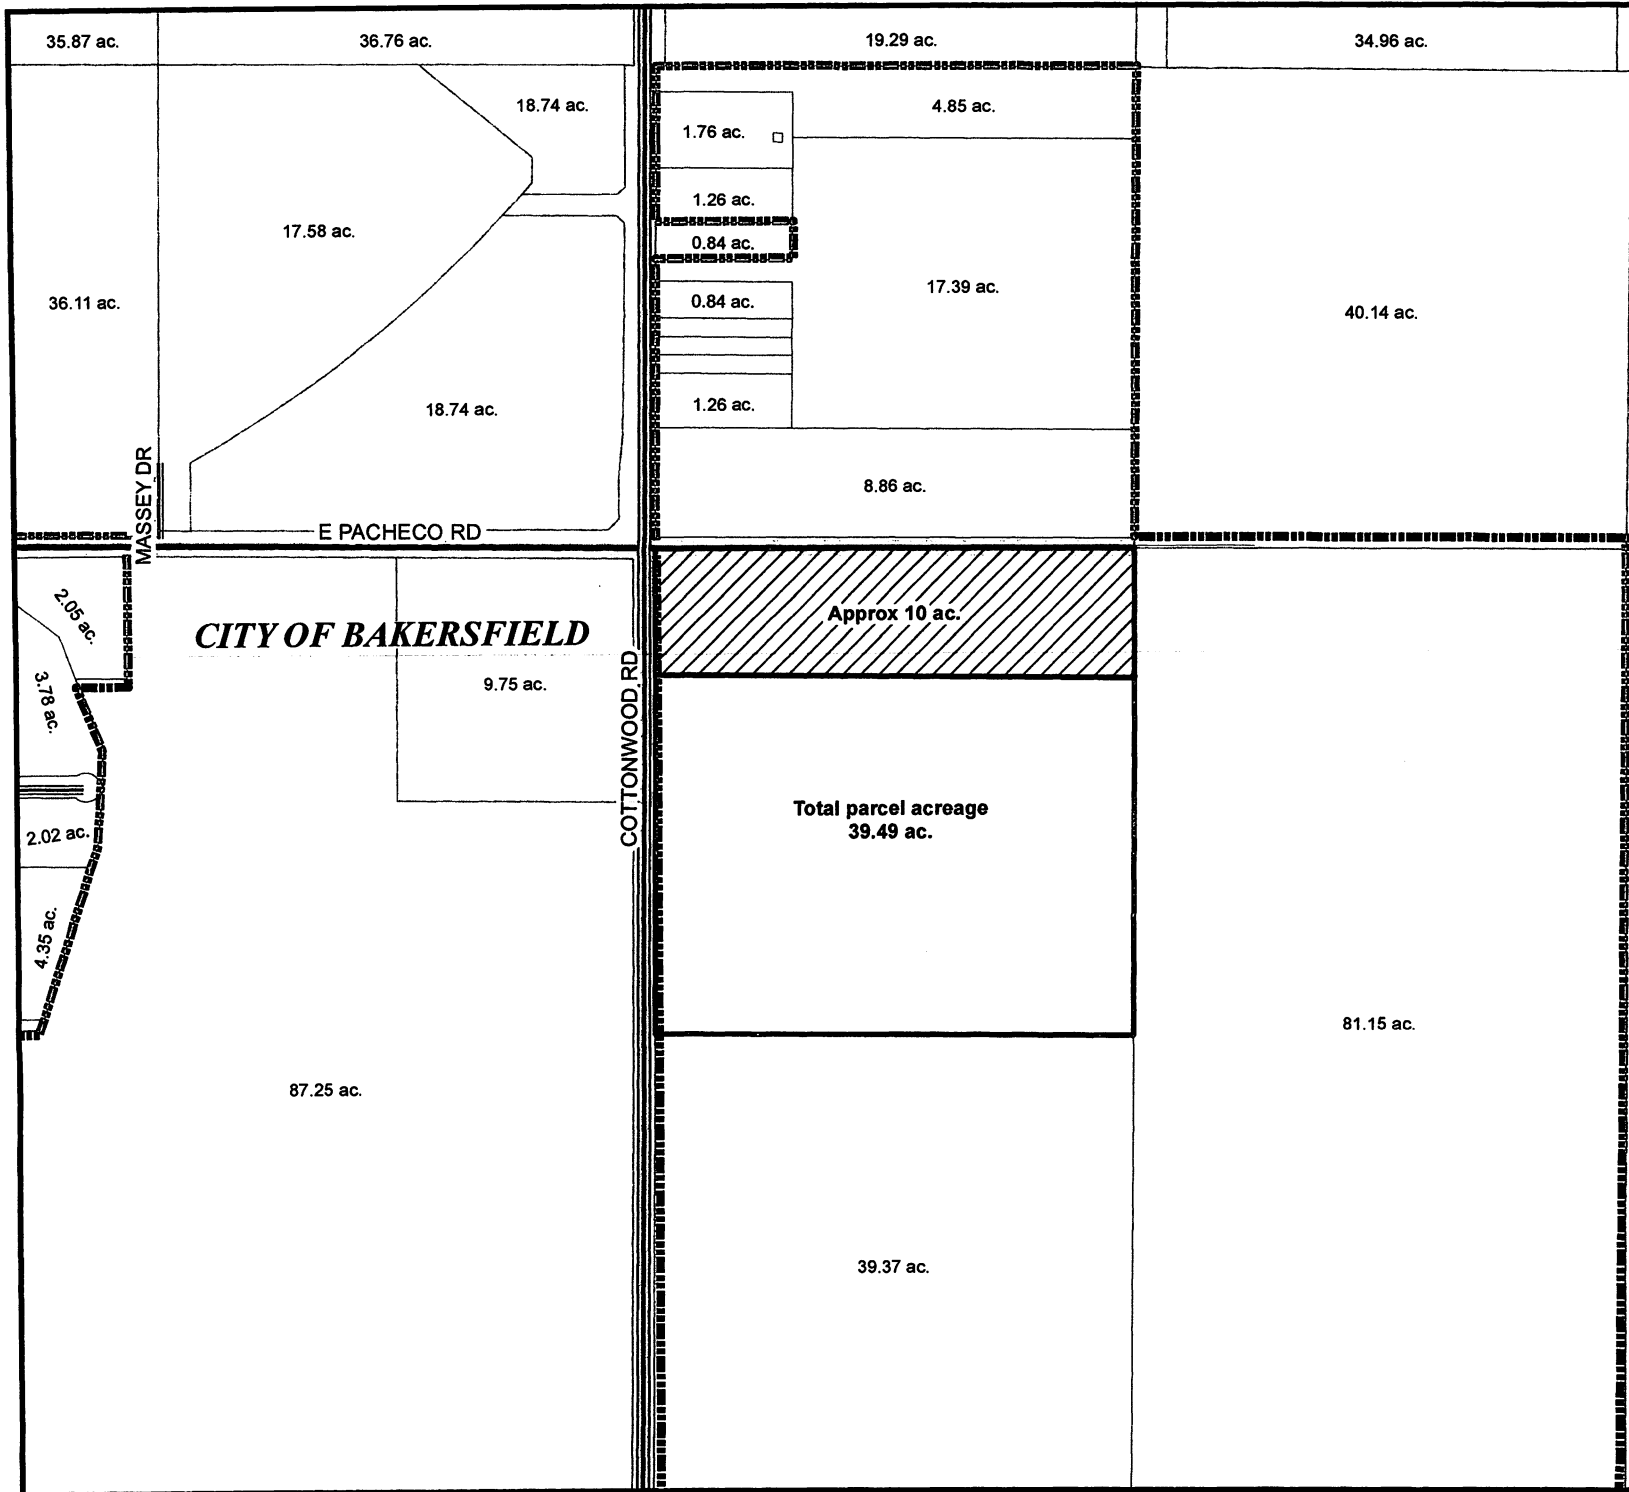 35.87 ac.
36.76 ac.
19.29 ac.
34.96 ac.
18.74 ac.
4.85 ac.
1.76 ac.
1.26 ac.
17.58 ac.
0.84 ac.
17.39 ac.
36.11 ac.
0.84 ac.
40.14 ac.
18.74 ac.
1.26 ac.
8.86 ac.
MASSEY DR
E PACHECO RD
2.05 ac.
Approx 10 ac.
CITY OF BAKERSFIELD
COTTONWOOD RD
9.75 ac.
3.78 ac.
Total parcel acreage
39.49 ac.
2.02 ac.
4.35 ac.
81.15 ac.
87.25 ac.
39.37 ac.